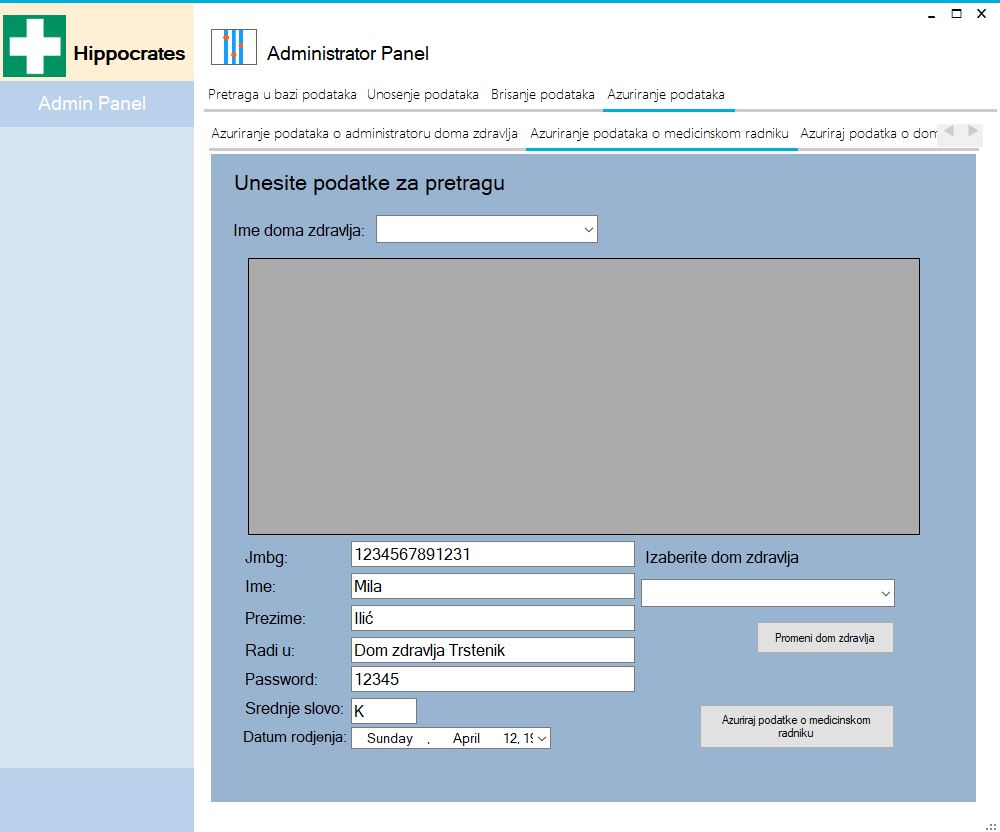 Hippocrates
Administrator Panel
Admin Panel
Pretraga u bazi podataka Unosenje podataka Brisanje podataka Azuriranje podataka
Azuriranje podataka o administratoru doma zdravlja Azuriranje podataka o medicinskom radniku Azuriraj podatka o dom
Unesite podatke za pretragu
Ime doma zdravlja:
Jmbg: 1234567891231 Izaberite dom zdravlja
Ime: Mila
Prezime: Ilić
Promeni dom zdravlja
Radi u: Dom zdravlja Trstenik
Password: 12345
Srednje slovo: K
Azuriraj podatke o medicinskom
radniku
Datum rodjenja: Sunday , April 12, 19